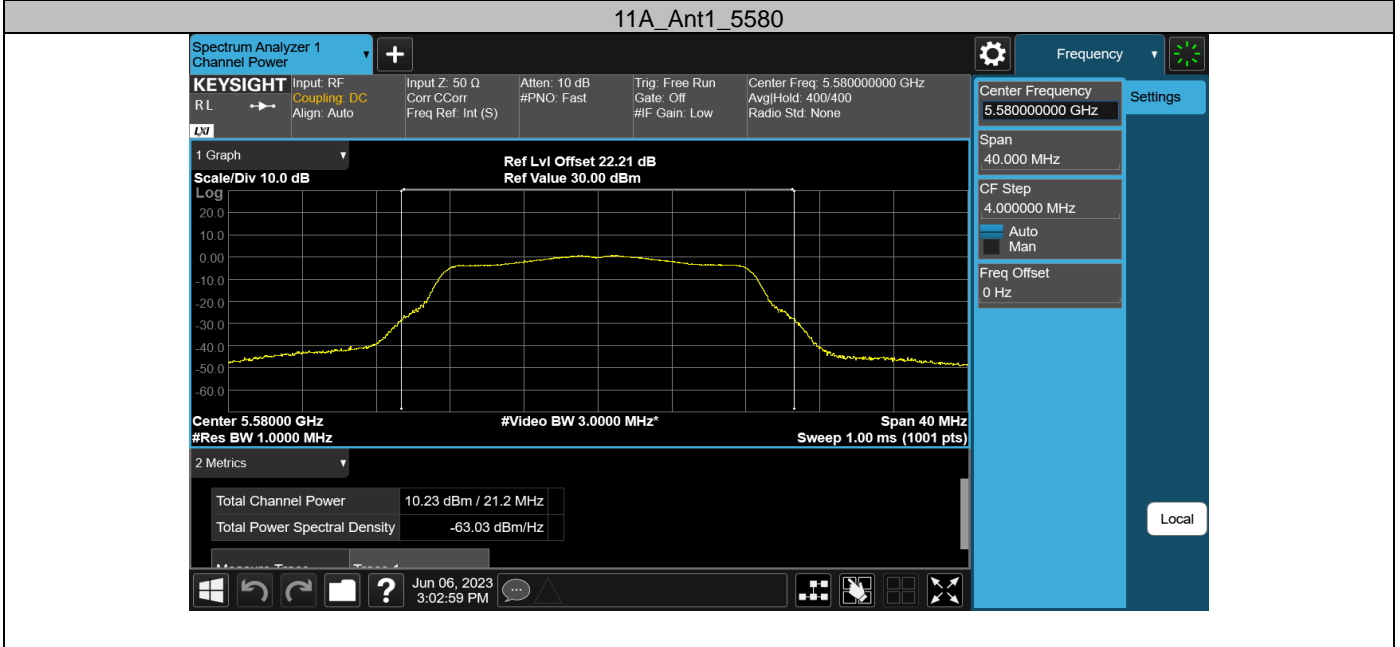 11A_Ant1_5580
Spectrum Analyzer 1
Channel Power
Frequency
KEYSIGHT
R L
LXI
Input: RF
Coupling: DC
Align: Auto
Input Z: 50 Ω
Corr CCorr
Freq Ref: Int (S)
Atten: 10 dB
#PNO: Fast
Trig: Free Run
Gate: Off
#IF Gain: Low
Center Freq: 5.580000000 GHz
Avg|Hold: 400/400
Radio Std: None
Center Frequency
5.580000000 GHz
Settings
Span
40.000 MHz
CF Step
4.000000 MHz
Auto
Man
Freq Offset
0 Hz
1 Graph
Ref Lvl Offset 22.21 dB
Scale/Div 10.0 dB
Ref Value 30.00 dBm
Log
20.0
10.0
0.00
-10.0
-20.0
-30.0
-40.0
-50.0
-60.0
Center 5.58000 GHz
#Video BW 3.0000 MHz*
Span 40 MHz
#Res BW 1.0000 MHz
Sweep 1.00 ms (1001 pts)
2 Metrics
Total Channel Power
10.23 dBm / 21.2 MHz
Total Power Spectral Density
-63.03 dBm/Hz
Measure Trace
Trace 1
Local
?
Jun 06, 2023
3:02:59 PM